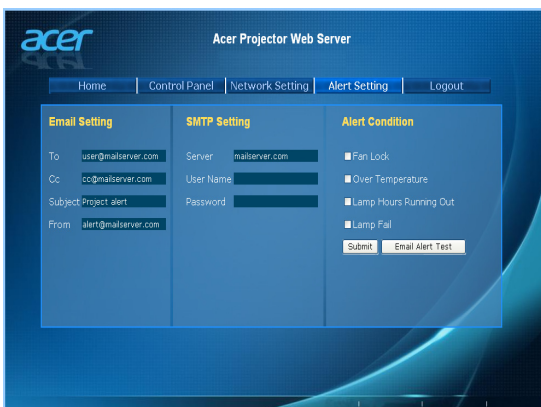 acer
Acer Projector Web Server
Home Control Panel Network Setting Alert Setting Logout
Email Setting
To user@mailserver.com
Cc cc@mailserver.com
Subject Project alert
From alert@mailserver.com
SMTP Setting
Server mailserver.com
User Name
Password
Alert Condition
Fan Lock
Over Temperature
Lamp Hours Running Out
Lamp Fail
Submit Email Alert Test